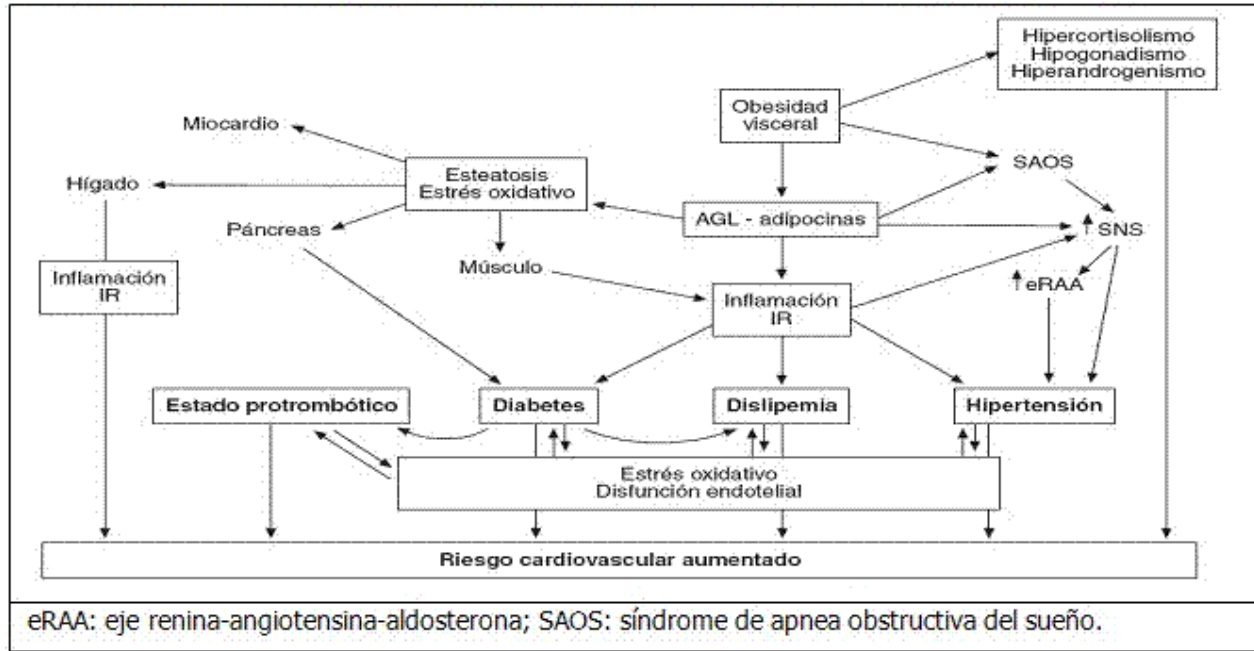 Hipercortisolismo
Hipogonadismo
Hiperandrogenismo
Obesidad
visceral
Miocardio
SAOS
Esteatosis
Estrés oxidativo
Hígado
AGL - adipocinas
Páncreas
SNS
Músculo
Inflamación
IR
eRAA
Inflamación
IR
Estado protrombótico
Diabetes
Dislipemia
Hipertensión
Estrés oxidativo
Disfunción endotelial
Riesgo cardiovascular aumentado
eRAA: eje renina-angiotensina-aldosterona; SAOS: síndrome de apnea obstructiva del sueño.